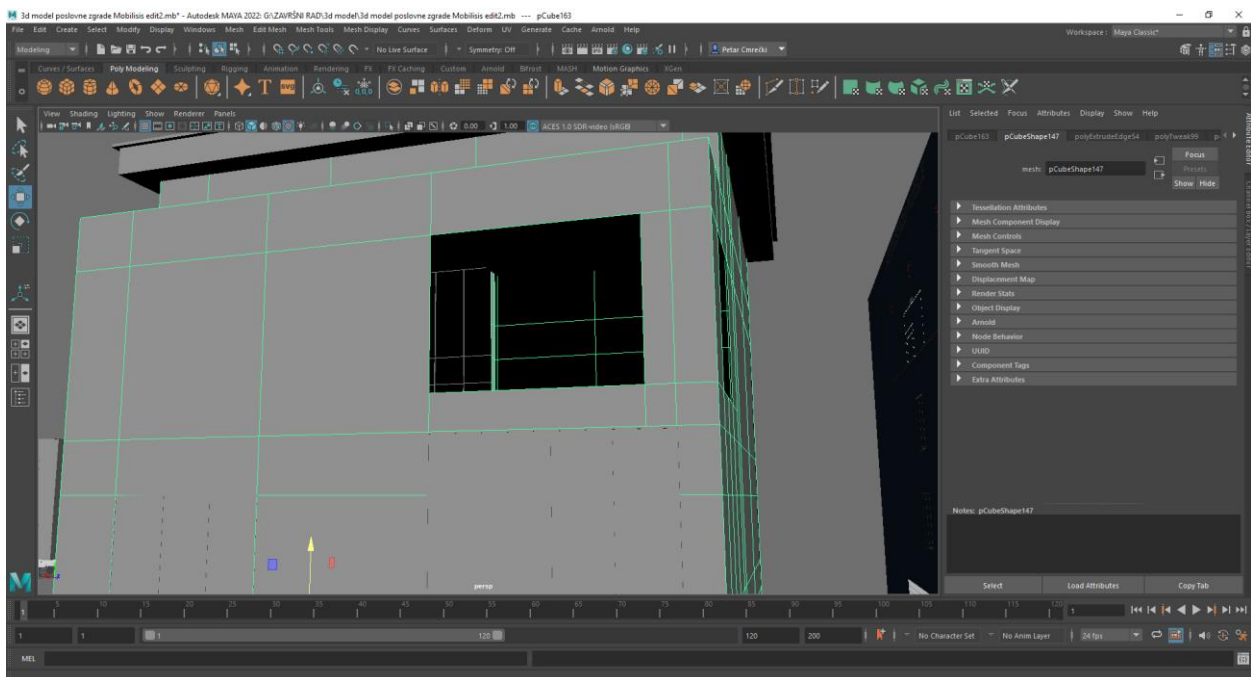 3d model poslovne zgrade Mobilisis edit2.mb* - Autodesk MAYA 2022: G:\ZAVRŠNI RAD\3d model\3d model poslovne zgrade Mobilisis edit2.mb --- pCube163
File Edit Create Select Modify Display Windows Mesh Edit Mesh Mesh Tools Mesh Display Curves Surfaces Deform UV Generate Cache Arnold Help
Workspace: Maya Classic*
Modeling No Live Surface Symmetry: Off Petar Cmrečki
Curves / Surfaces Poly Modeling Sculpting Rigging Animation Rendering FX FX Caching Custom Arnold Bifrost MASH Motion Graphics XGen
View Shading Lighting Show Renderer Panels
0.00 1.00 ACES 1.0 SDR-video (sRGB)
List Selected Focus Attributes Display Show Help
pCube163 pCubeShape147 polyExtrudeEdge54 polyTweak99 p
Focus
mesh: pCubeShape147
Presets
Show Hide
Tessellation Attributes
Mesh Component Display
Mesh Controls
Tangent Space
Smooth Mesh
Displacement Map
Render Stats
Object Display
Arnold
Node Behavior
UUID
Component Tags
Extra Attributes
Attribute Editor
Notes: pCubeShape147
persp
Select Load Attributes Copy Tab
1 5 10 15 20 25 30 35 40 45 50 55 60 65 70 75 80 85 90 95 100 105 110 115 120 1
1 1 1 120 120 200 No Character Set No Anim Layer 24 fps
MEL